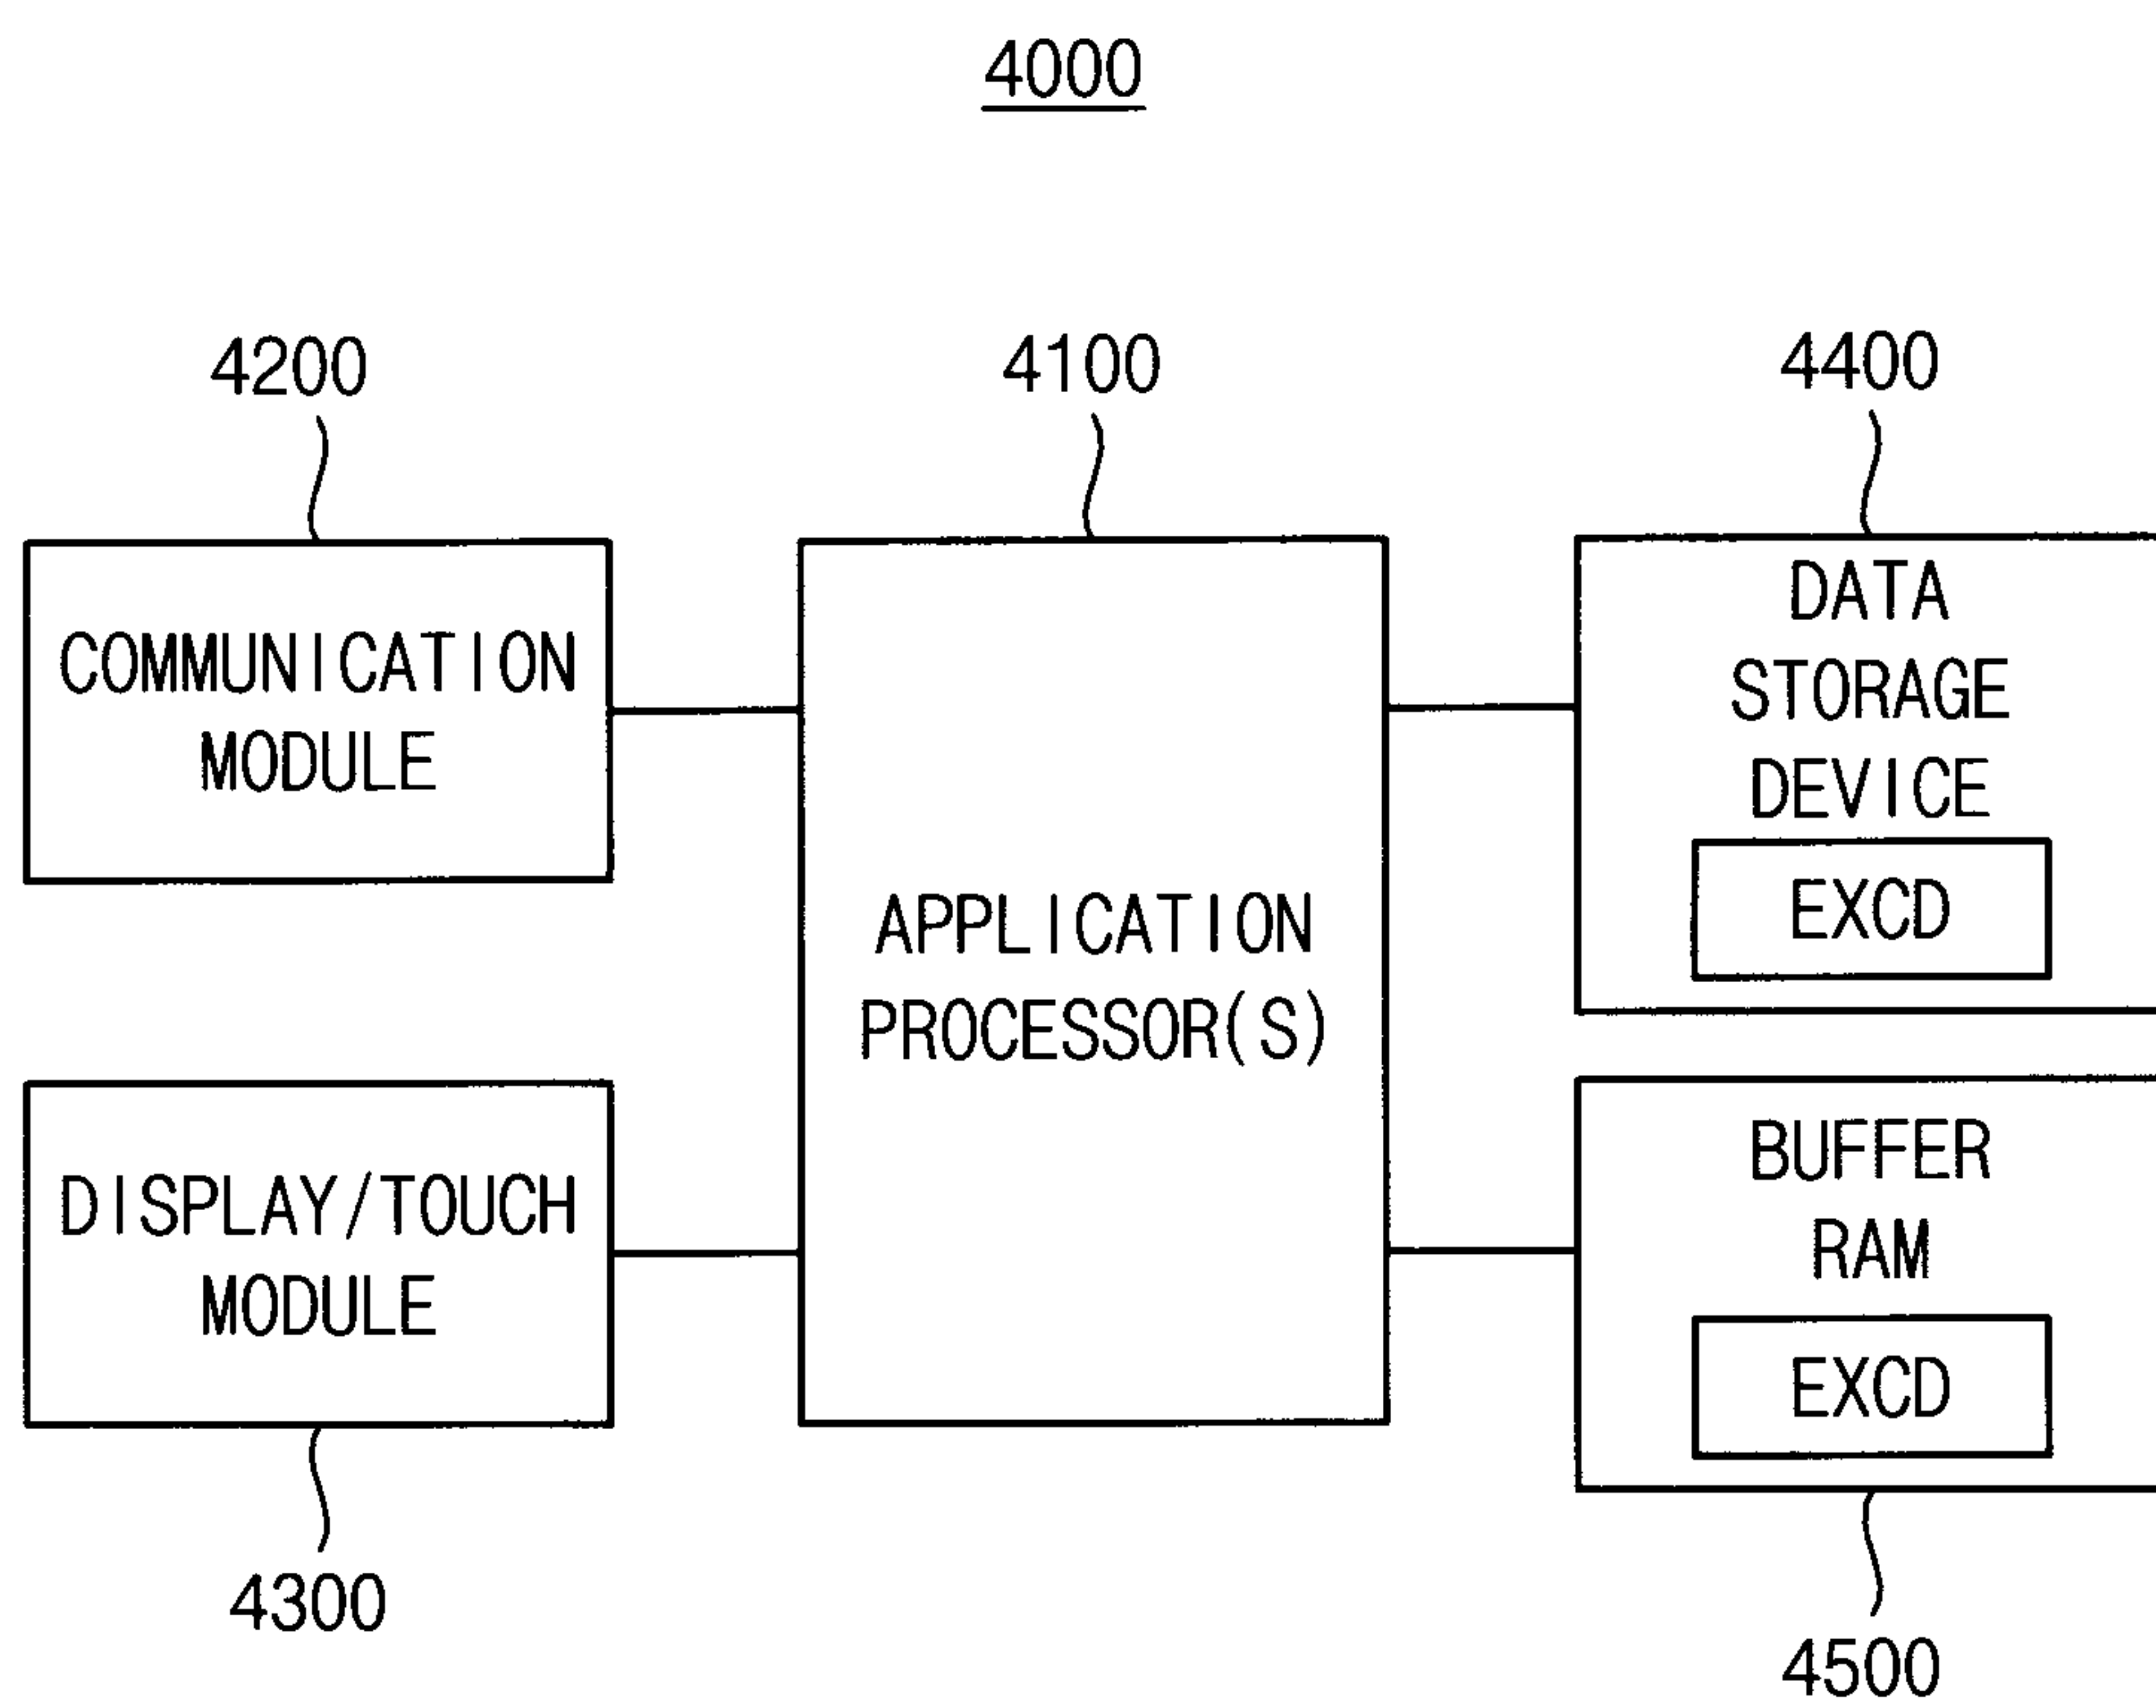 4000
4200
4100
4400
COMMUNICATION
MODULE
APPLICATION
PROCESSOR(S)
DATA
STORAGE
DEVICE
EXCD
DISPLAY/TOUCH
MODULE
BUFFER
RAM
EXCD
4300
4500